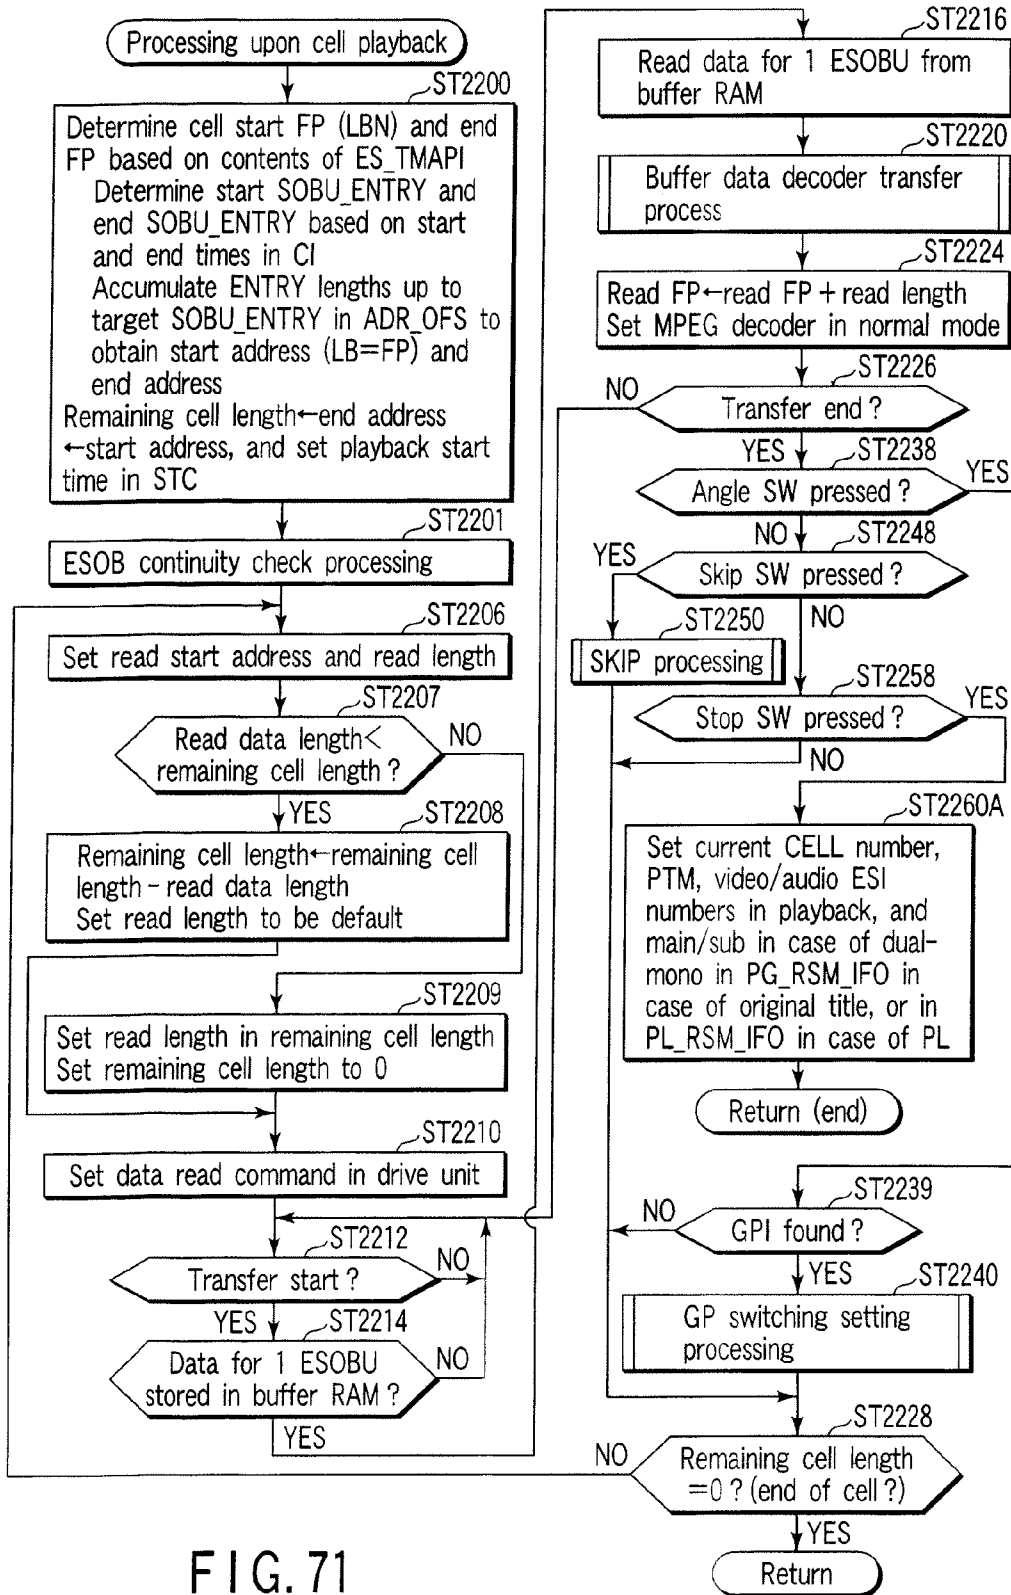 Processing upon cell playback
ST2200
Determine cell start FP (LBN) and end
FP based on contents of ES_TMAPI
Determine start SOBU_ENTRY and
end SOBU_ENTRY based on start
and end times in CI
Accumulate ENTRY lengths up to
target SOBU_ENTRY in ADR_OFS to
obtain start address (LB=FP) and
end address
Remaining cell length←end address
←start address, and set playback start
time in STC
ST2201
ESOB continuity check processing
ST2206
Set read start address and read length
ST2207
Read data length<
remaining cell length?
NO
YES
ST2208
Remaining cell length←remaining cell
length-read data length
Set read length to be default
ST2209
Set read length in remaining cell length
Set remaining cell length to 0
ST2210
Set data read command in drive unit
ST2212
Transfer start?
NO
YES
ST2214
Data for 1 ESOBU
stored in buffer RAM?
NO
YES
ST2216
Read data for 1 ESOBU from
buffer RAM
ST2220
Buffer data decoder transfer
process
ST2224
Read FP←read FP+read length
Set MPEG decoder in normal mode
ST2226
NO
Transfer end?
YES
ST2238
Angle SW pressed?
YES
NO
ST2248
YES
Skip SW pressed?
NO
ST2250
SKIP processing
ST2258
Stop SW pressed?
YES
NO
ST2260A
Set current CELL number,
PTM, video/audio ESI
numbers in playback, and
main/sub in case of dual-
mono in PG_RSM_IFO in
case of original title, or in
PL_RSM_IFO in case of PL
Return (end)
ST2239
NO
GPI found?
YES
ST2240
GP switching setting
processing
ST2228
NO
Remaining cell length
=0? (end of cell?)
YES
Return
FIG. 71